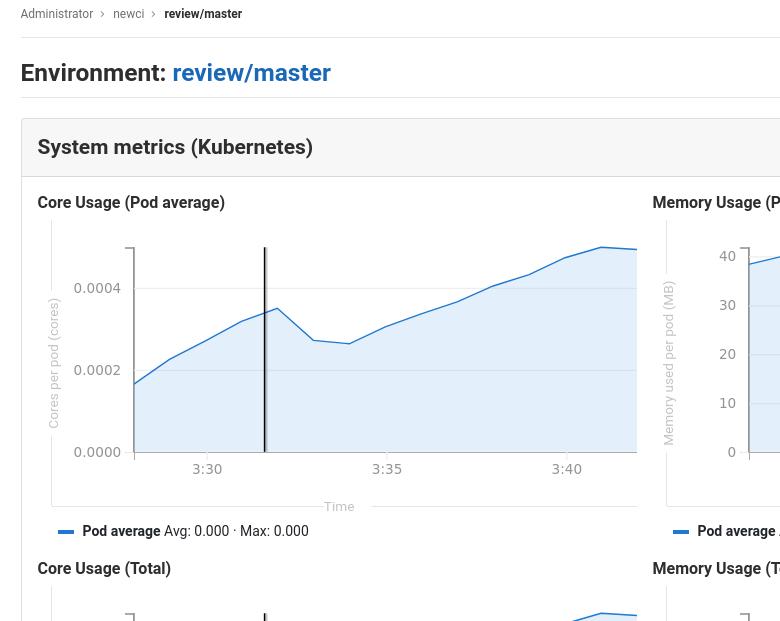 Administrator > newci > review/master
Environment: review/master
System metrics (Kubernetes)
Core Usage (Pod average)
0.0004
0.0002
0.0000
Cores per pod (cores)
3:30 3:35 3:40
Time
Pod average Avg: 0.000 · Max: 0.000
Memory Usage (P
40
30
20
10
0
Memory used per pod (MB)
Pod average
Core Usage (Total)
Memory Usage (To